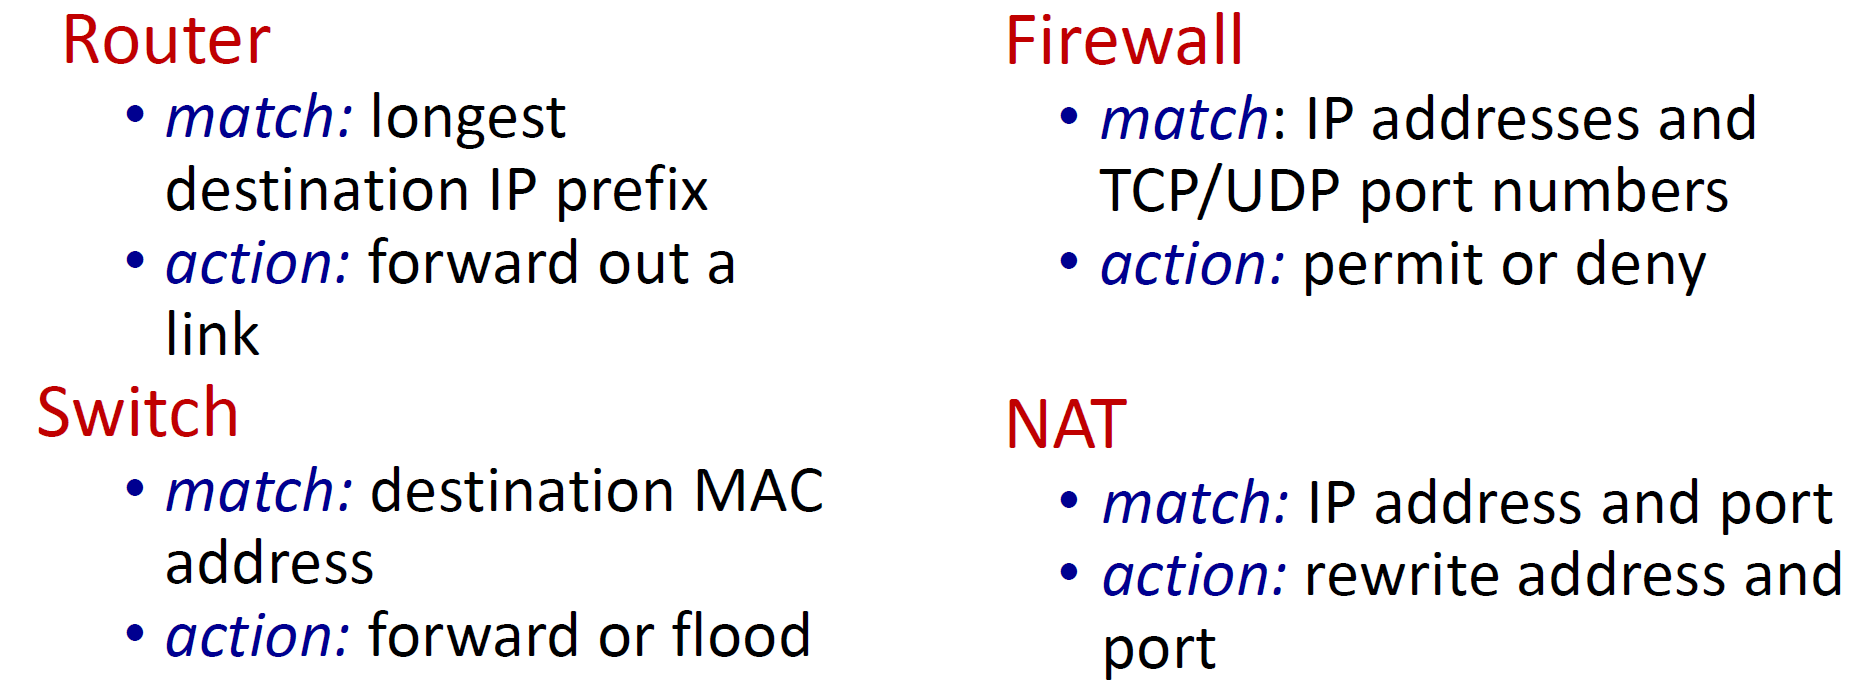 Router
• match: longest
destination IP prefix
• action: forward out a
link
Switch
• match: destination MAC
address
• action: forward or flood
Firewall
• match: IP addresses and
TCP/UDP port numbers
• action: permit or deny
NAT
• match: IP address and port
• action: rewrite address and
port